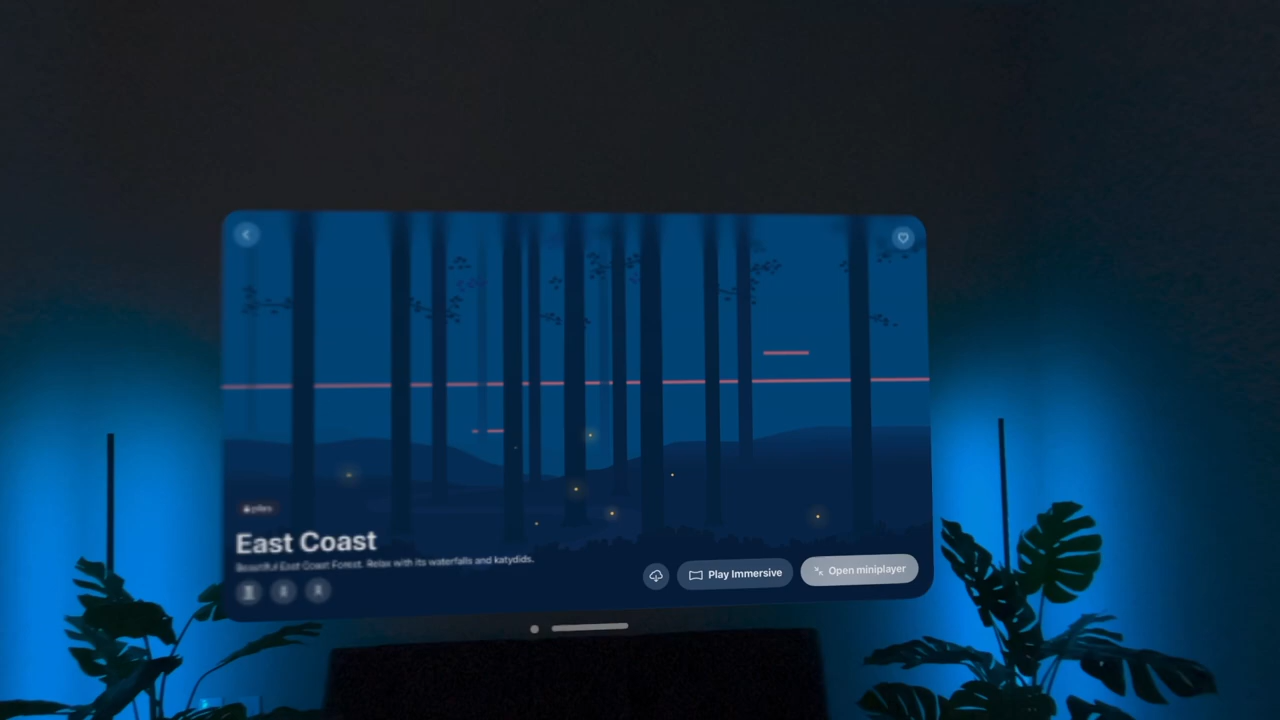 East Coast
Beautiful East Coast Forest. Relax with its waterfalls and katydids.
Play Immersive
Open miniplayer